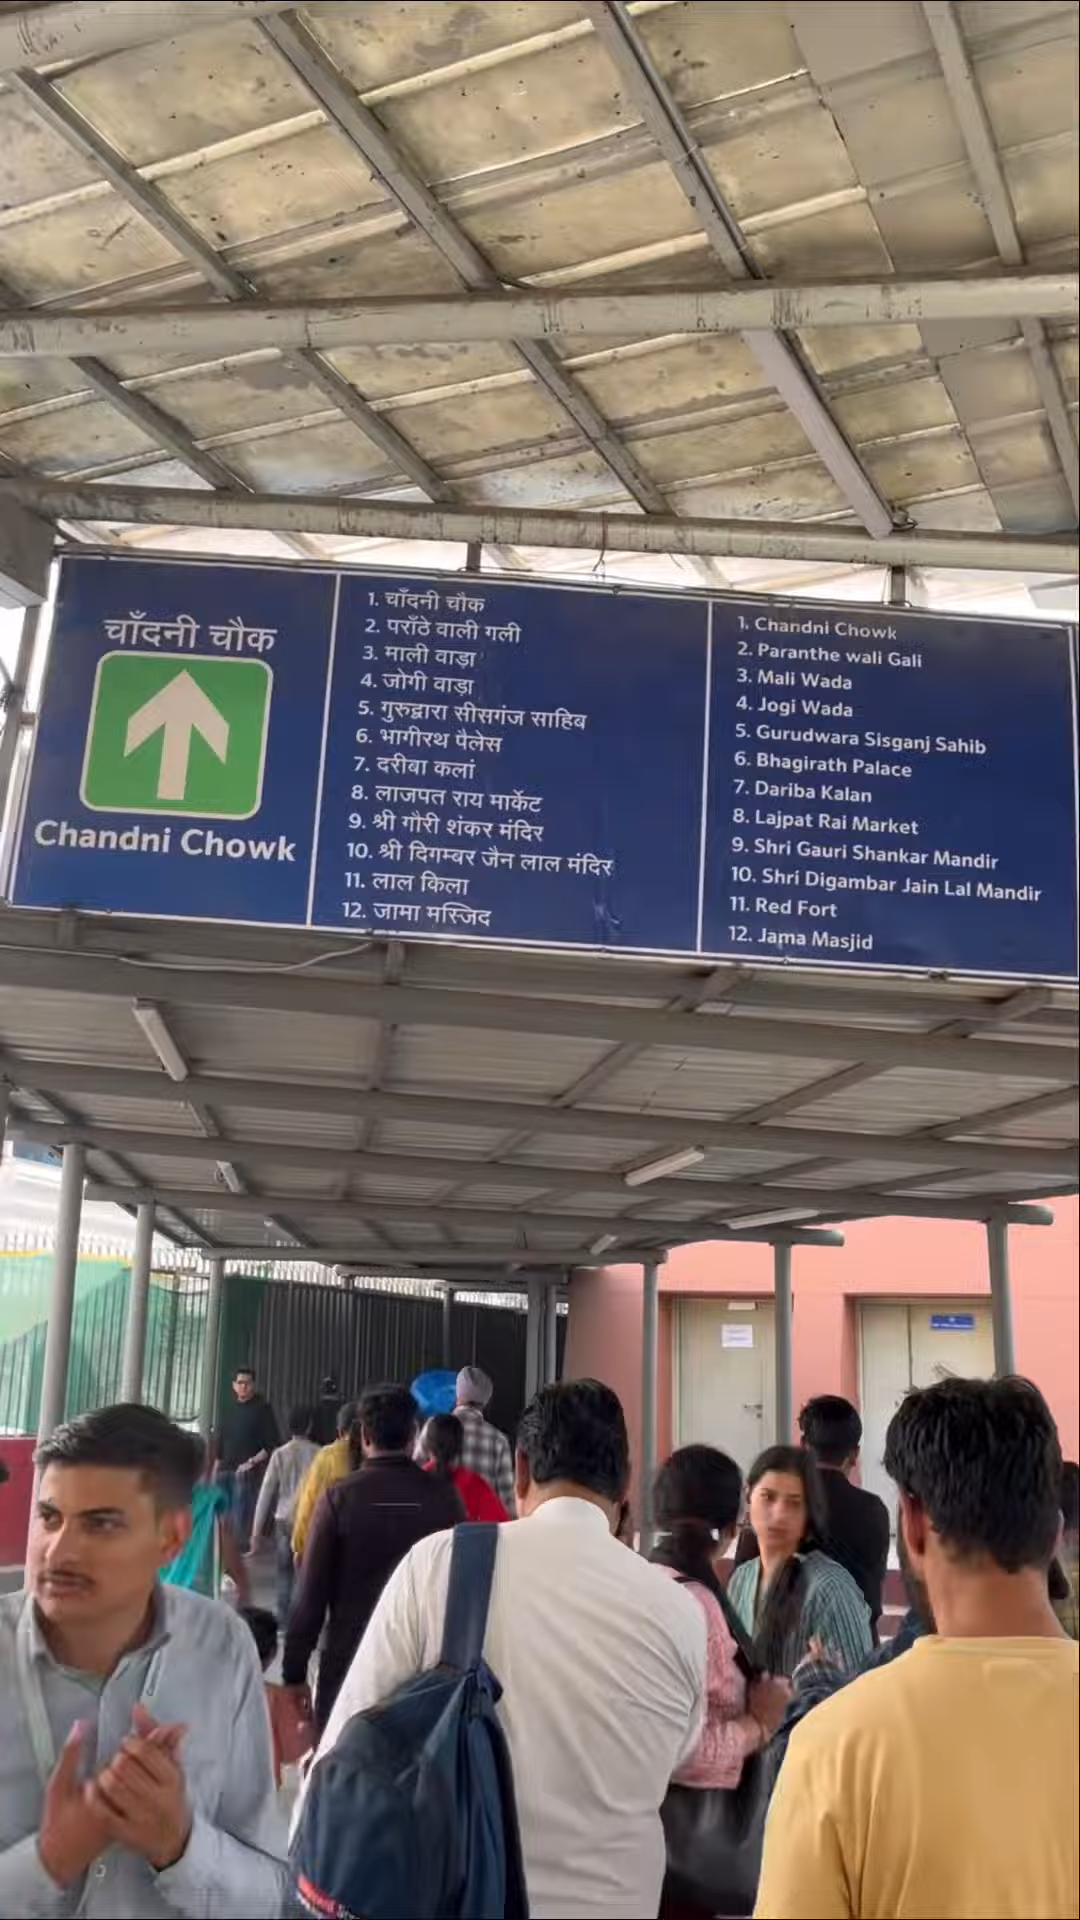 चाँदनी चौक
Chandni Chowk
1. चाँदनी चौक
2. पराँठे वाली गली
3. माली वाड़ा
4. जोगी वाड़ा
5. गुरुद्वारा सीसगंज साहिब
6. भागीरथ पैलेस
7. दरीबा कलां
8. लाजपत राय मार्केट
9. श्री गौरी शंकर मंदिर
10. श्री दिगम्बर जैन लाल मंदिर
11. लाल किला
12. जामा मस्जिद
1. Chandni Chowk
2. Paranthe wali Gali
3. Mali Wada
4. Jogi Wada
5. Gurudwara Sisganj Sahib
6. Bhagirath Palace
7. Dariba Kalan
8. Lajpat Rai Market
9. Shri Gauri Shankar Mandir
10. Shri Digambar Jain Lal Mandir
11. Red Fort
12. Jama Masjid